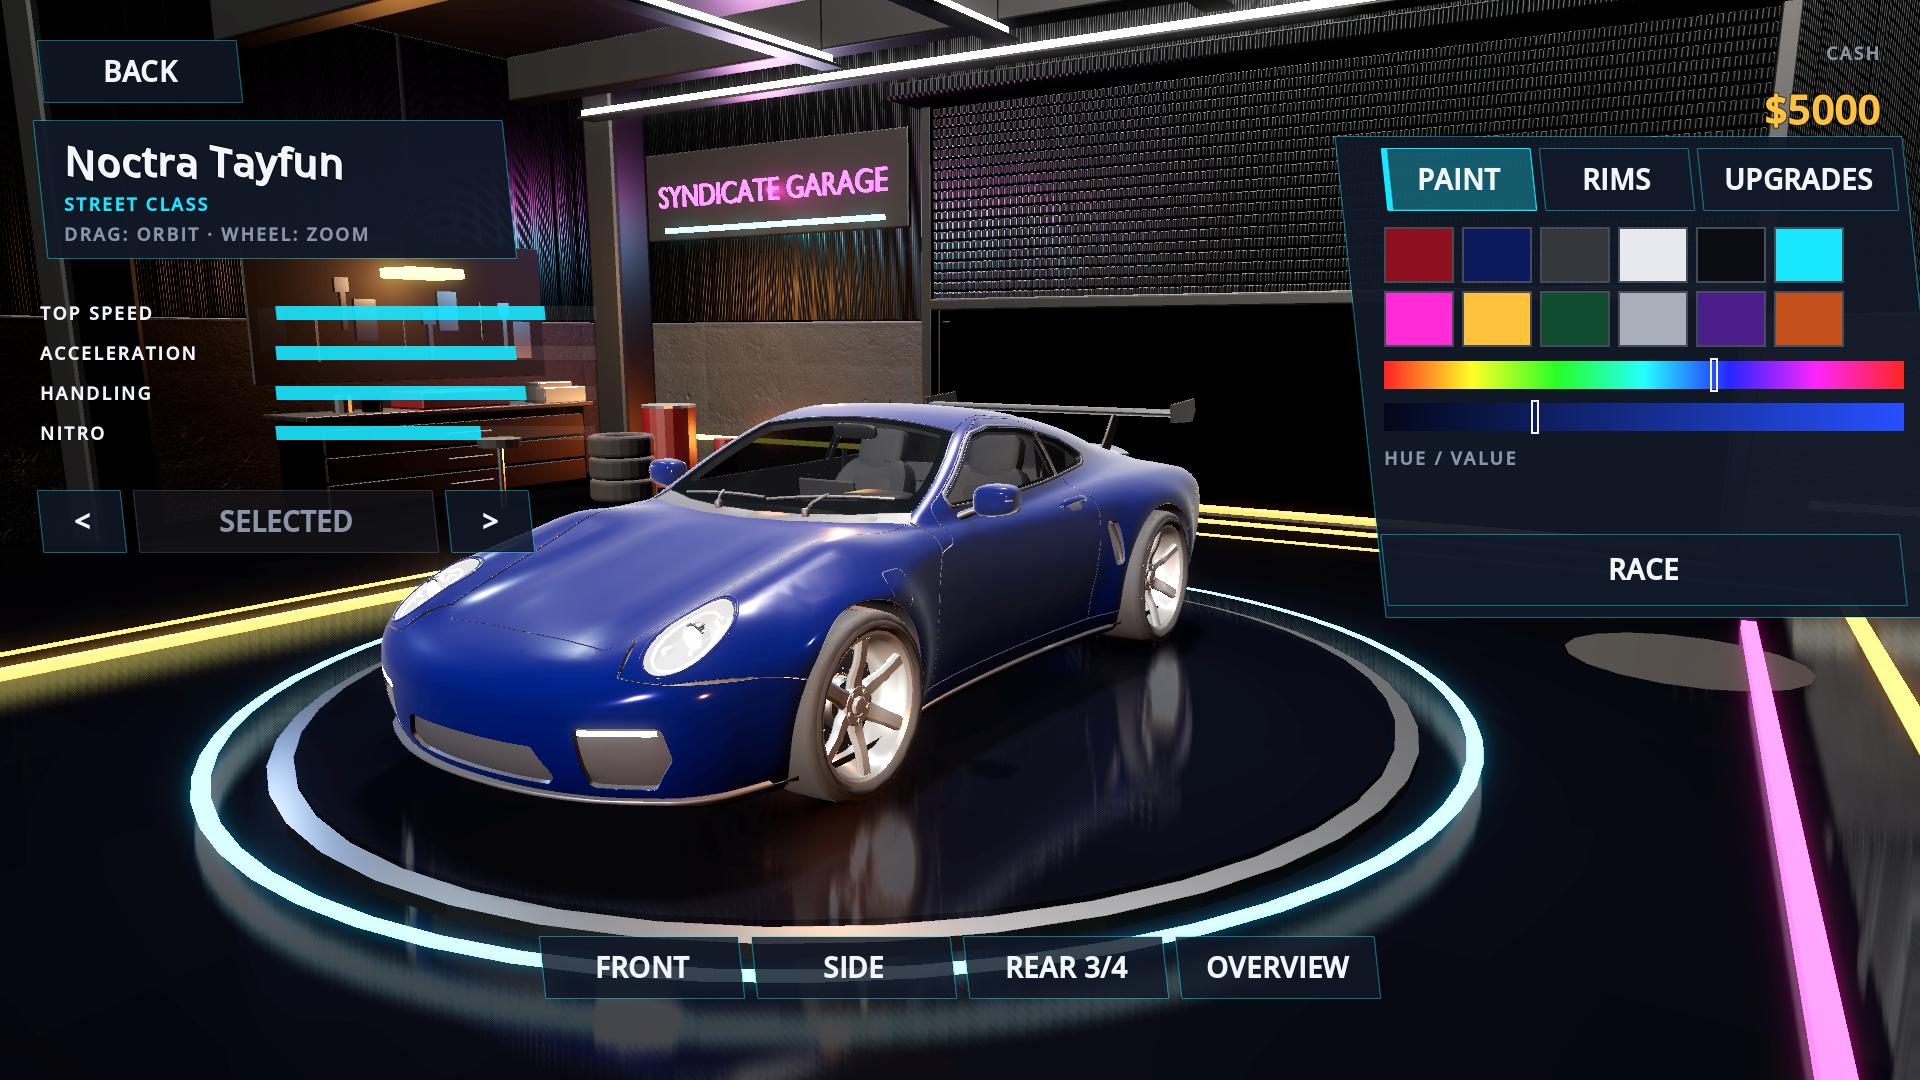 BACK
CASH
$5000
Noctra Tayfun
STREET CLASS
DRAG: ORBIT · WHEEL: ZOOM
SYNDICATE GARAGE
PAINT
RIMS
UPGRADES
TOP SPEED
ACCELERATION
HANDLING
NITRO
HUE / VALUE
<
SELECTED
>
RACE
FRONT
SIDE
REAR 3/4
OVERVIEW